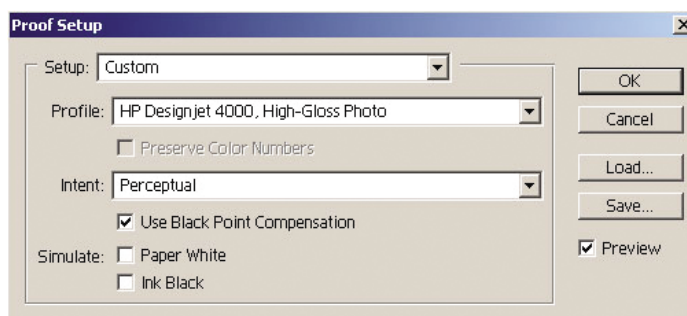 Proof Setup
Setup: Custom
Profile: HP Designjet 4000, High-Gloss Photo
Preserve Color Numbers
Intent: Perceptual
Use Black Point Compensation
Simulate: Paper White
Ink Black
OK
Cancel
Load...
Save...
Preview